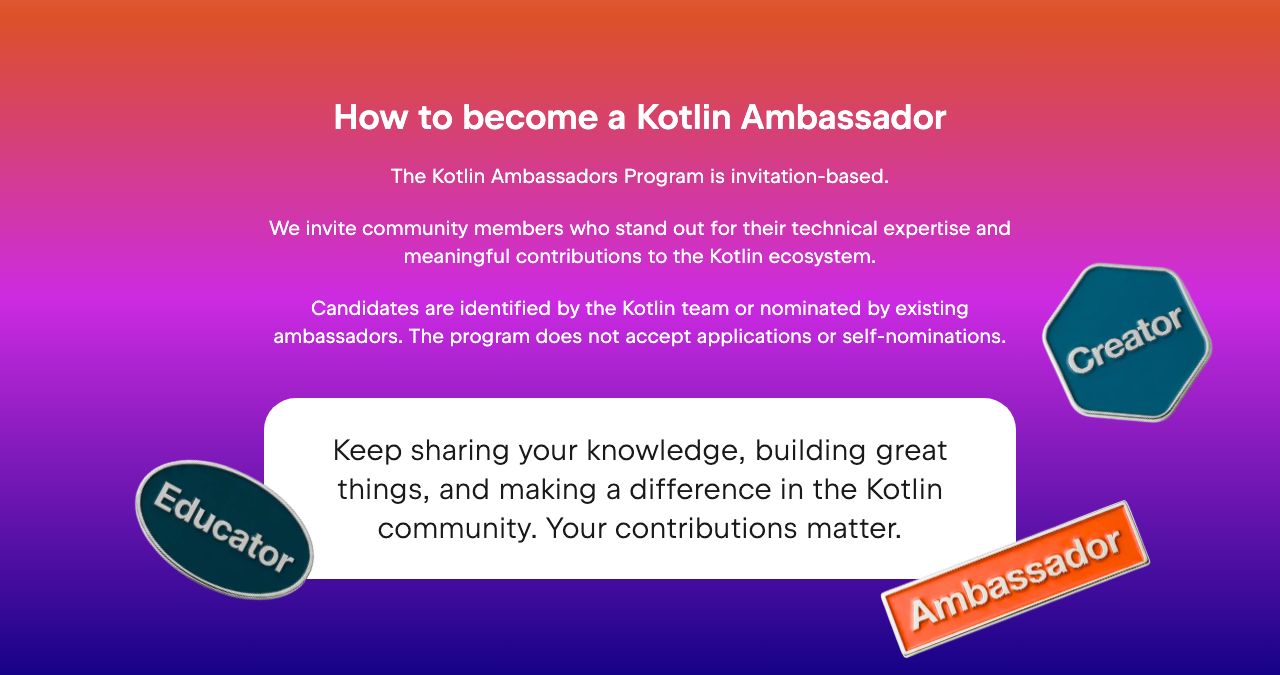 How to become a Kotlin Ambassador
The Kotlin Ambassadors Program is invitation-based.
We invite community members who stand out for their technical expertise and
meaningful contributions to the Kotlin ecosystem.
Candidates are identified by the Kotlin team or nominated by existing
ambassadors. The program does not accept applications or self-nominations.
Creator
Keep sharing your knowledge, building great
things, and making a difference in the Kotlin
community. Your contributions matter.
Educator
Ambassador